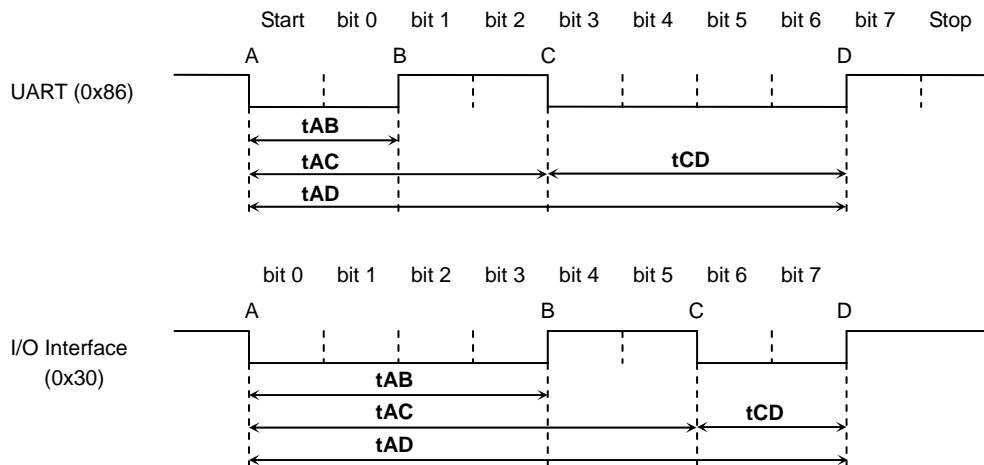 Start bit 0 bit 1 bit 2 bit 3 bit 4 bit 5 bit 6 bit 7 Stop
A B C D
UART (0x86)
tAB
tAC tCD
tAD
bit 0 bit 1 bit 2 bit 3 bit 4 bit 5 bit 6 bit 7
A B C D
I/O Interface
(0x30)
tAB
tAC tCD
tAD